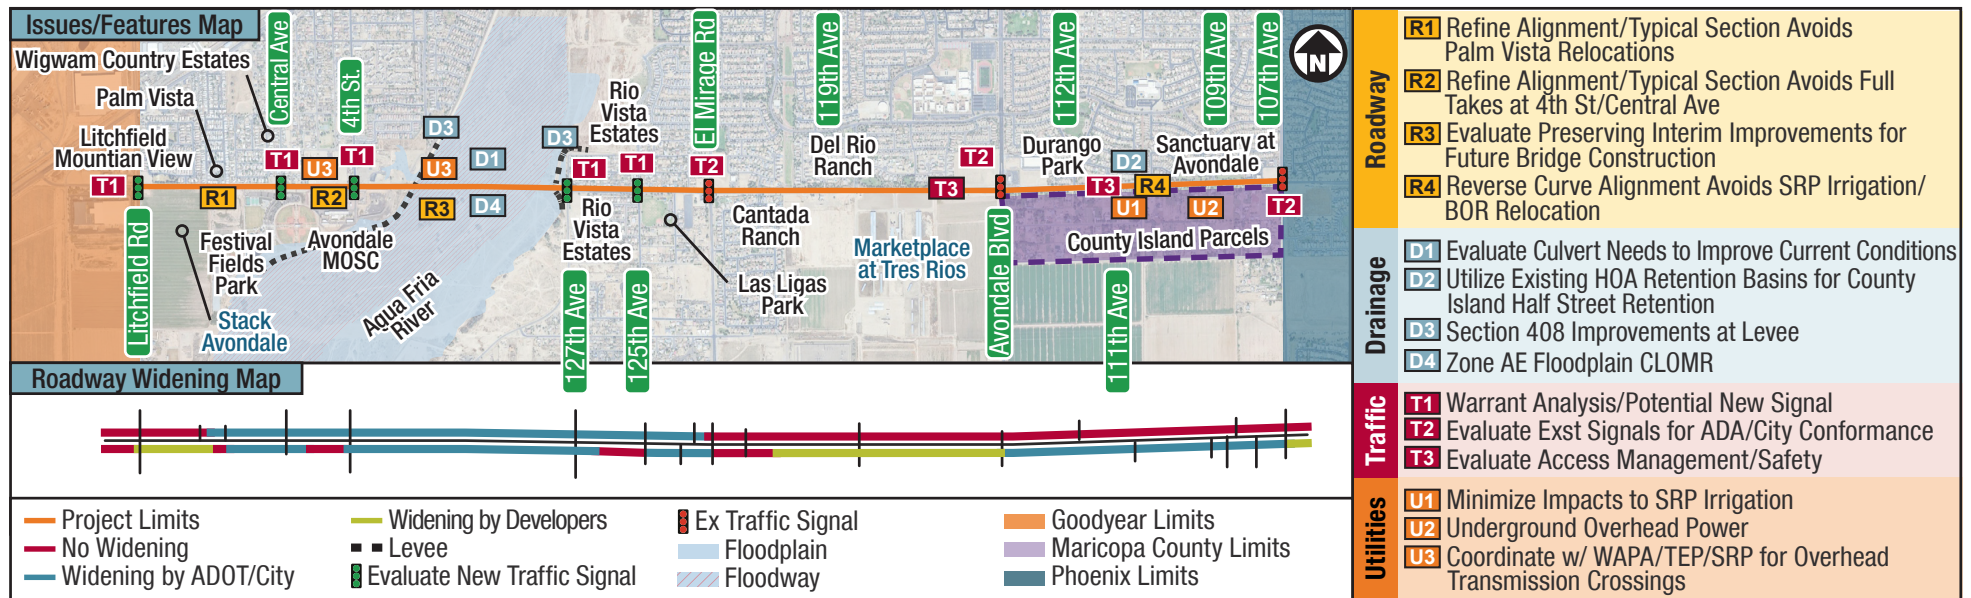 Issues/Features Map
Wigwam Country Estates
Palm Vista
Litchfield
Mountian View
Central Ave
4th St.
Rio
Vista
Estates
El Mirage Rd
119th Ave
112th Ave
109th Ave
107th Ave
N
Del Rio
Ranch
Durango
Park
Sanctuary at
Avondale
D3
D3
T1
U3
T1
U3
D1
T1
T1
T2
T2
D2
T1
R1
R2
R3
D4
T3
T3
R4
U1
U2
T2
Litchfield Rd
Festival
Fields
Park
Avondale
MOSC
Stack
Avondale
Agua Fria
River
Rio
Vista
Estates
127th Ave
125th Ave
Cantada
Ranch
Las Ligas
Park
Marketplace
at Tres Rios
Avondale Blvd
County Island Parcels
111th Ave
Roadway Widening Map
Project Limits
No Widening
Widening by ADOT/City
Widening by Developers
Levee
Evaluate New Traffic Signal
Ex Traffic Signal
Floodplain
Floodway
Goodyear Limits
Maricopa County Limits
Phoenix Limits
Roadway
R1 Refine Alignment/Typical Section Avoids
Palm Vista Relocations
R2 Refine Alignment/Typical Section Avoids Full
Takes at 4th St/Central Ave
R3 Evaluate Preserving Interim Improvements for
Future Bridge Construction
R4 Reverse Curve Alignment Avoids SRP Irrigation/
BOR Relocation
Drainage
D1 Evaluate Culvert Needs to Improve Current Conditions
D2 Utilize Existing HOA Retention Basins for County
Island Half Street Retention
D3 Section 408 Improvements at Levee
D4 Zone AE Floodplain CLOMR
Traffic
T1 Warrant Analysis/Potential New Signal
T2 Evaluate Exst Signals for ADA/City Conformance
T3 Evaluate Access Management/Safety
Utilities
U1 Minimize Impacts to SRP Irrigation
U2 Underground Overhead Power
U3 Coordinate w/ WAPA/TEP/SRP for Overhead
Transmission Crossings